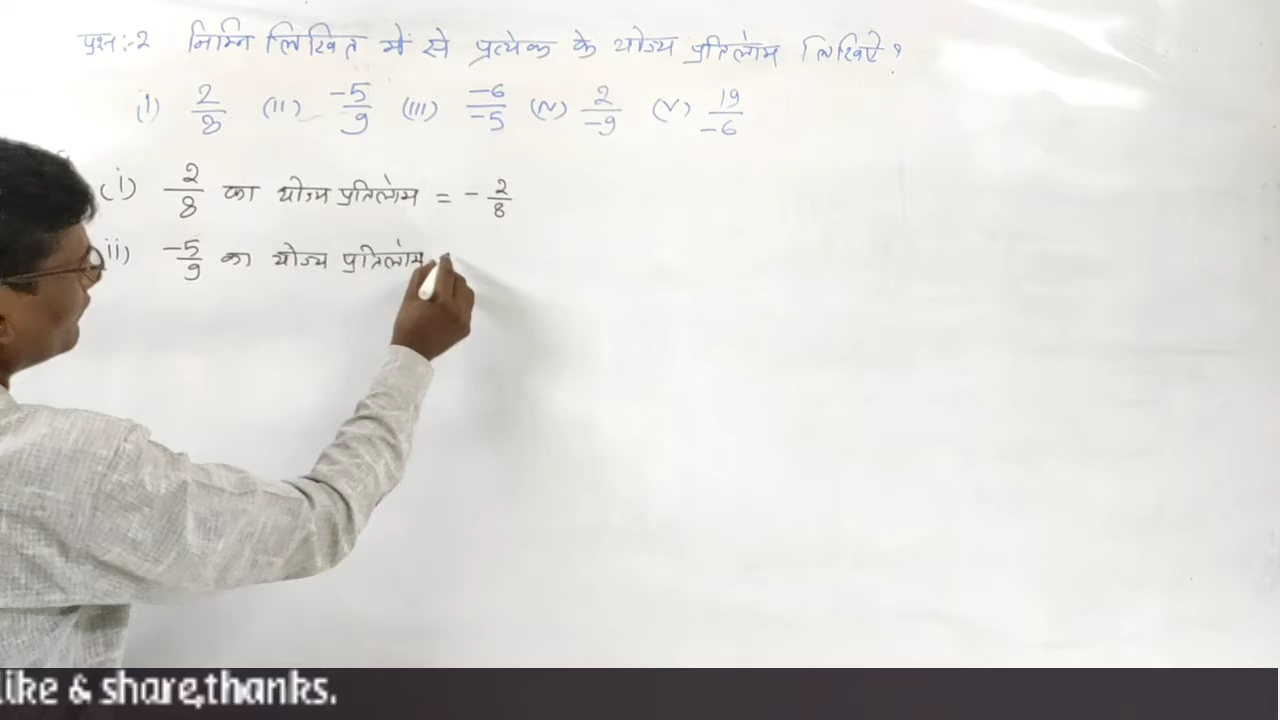 प्रश्न:-2 निम्नलिखित में से प्रत्येक के योज्य प्रतिलोम लिखिए ?
(i) 2/8 (ii) -5/9 (iii) -6/-5 (iv) 2/-9 (v) 19/-6
(i) 2/8 का योज्य प्रतिलोम = - 2/8
ii) -5/9 का योज्य प्रतिलोम
like & share,thanks.